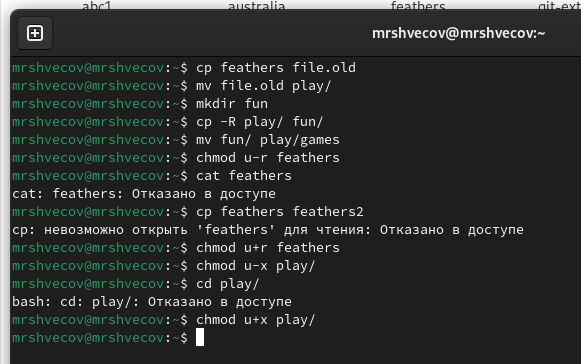 abc1 australia feathers git-ext
mrshvecov@mrshvecov:~
mrshvecov@mrshvecov:~$ cp feathers file.old
mrshvecov@mrshvecov:~$ mv file.old play/
mrshvecov@mrshvecov:~$ mkdir fun
mrshvecov@mrshvecov:~$ cp -R play/ fun/
mrshvecov@mrshvecov:~$ mv fun/ play/games
mrshvecov@mrshvecov:~$ chmod u-r feathers
mrshvecov@mrshvecov:~$ cat feathers
cat: feathers: Отказано в доступе
mrshvecov@mrshvecov:~$ cp feathers feathers2
cp: невозможно открыть 'feathers' для чтения: Отказано в доступе
mrshvecov@mrshvecov:~$ chmod u+r feathers
mrshvecov@mrshvecov:~$ chmod u-x play/
mrshvecov@mrshvecov:~$ cd play/
bash: cd: play/: Отказано в доступе
mrshvecov@mrshvecov:~$ chmod u+x play/
mrshvecov@mrshvecov:~$